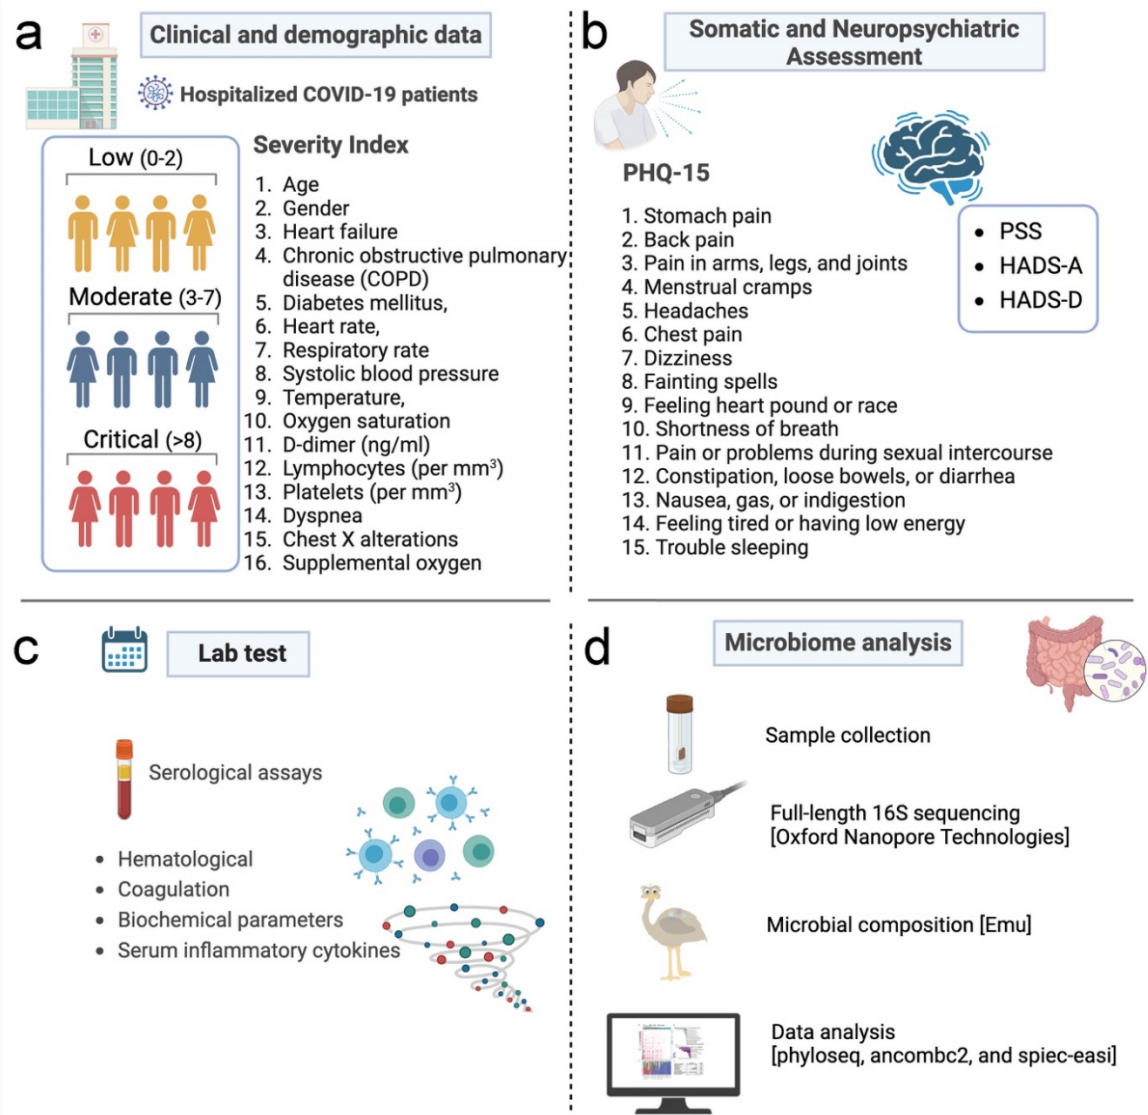 a
Clinical and demographic data
Hospitalized COVID-19 patients
Low (0-2)
Moderate (3-7)
Critical (>8)
Severity Index
1. Age
2. Gender
3. Heart failure
4. Chronic obstructive pulmonary
disease (COPD)
5. Diabetes mellitus,
6. Heart rate,
7. Respiratory rate
8. Systolic blood pressure
9. Temperature,
10. Oxygen saturation
11. D-dimer (ng/ml)
12. Lymphocytes (per mm³)
13. Platelets (per mm³)
14. Dyspnea
15. Chest X alterations
16. Supplemental oxygen
b
Somatic and Neuropsychiatric
Assessment
PHQ-15
1. Stomach pain
2. Back pain
3. Pain in arms, legs, and joints
4. Menstrual cramps
5. Headaches
6. Chest pain
7. Dizziness
8. Fainting spells
9. Feeling heart pound or race
10. Shortness of breath
11. Pain or problems during sexual intercourse
12. Constipation, loose bowels, or diarrhea
13. Nausea, gas, or indigestion
14. Feeling tired or having low energy
15. Trouble sleeping
• PSS
• HADS-A
• HADS-D
c
Lab test
Serological assays
• Hematological
• Coagulation
• Biochemical parameters
• Serum inflammatory cytokines
d
Microbiome analysis
Sample collection
Full-length 16S sequencing
[Oxford Nanopore Technologies]
Microbial composition [Emu]
Data analysis
[phyloseq, ancombc2, and spiec-easi]